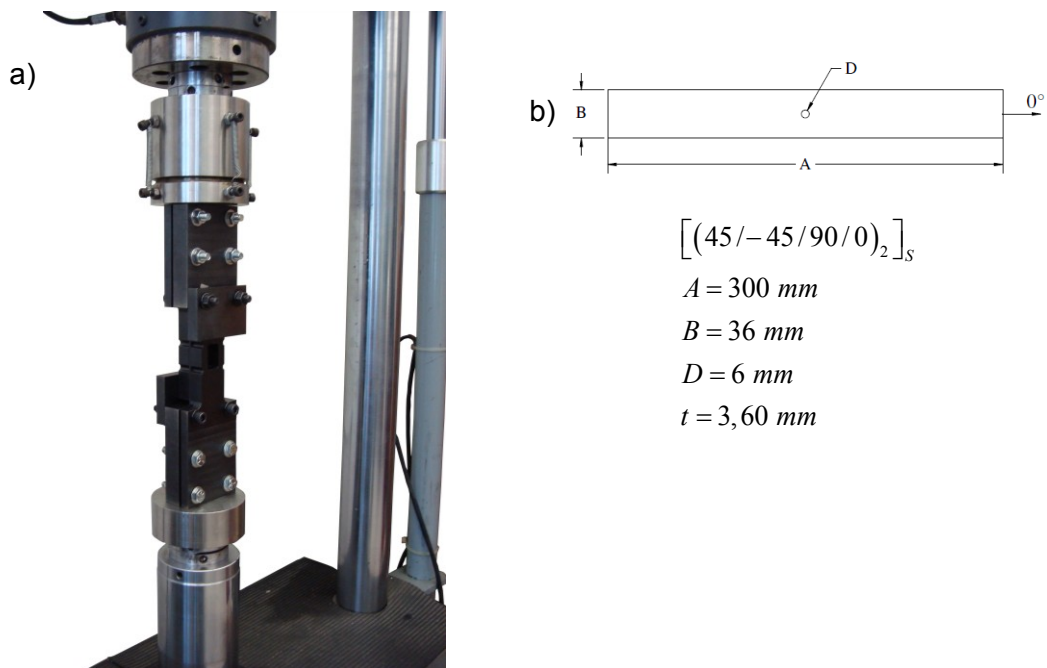 a)
b)
D
B
0°
A
[(45/−45/90/0)₂]ₛ
A = 300 mm
B = 36 mm
D = 6 mm
t = 3,60 mm